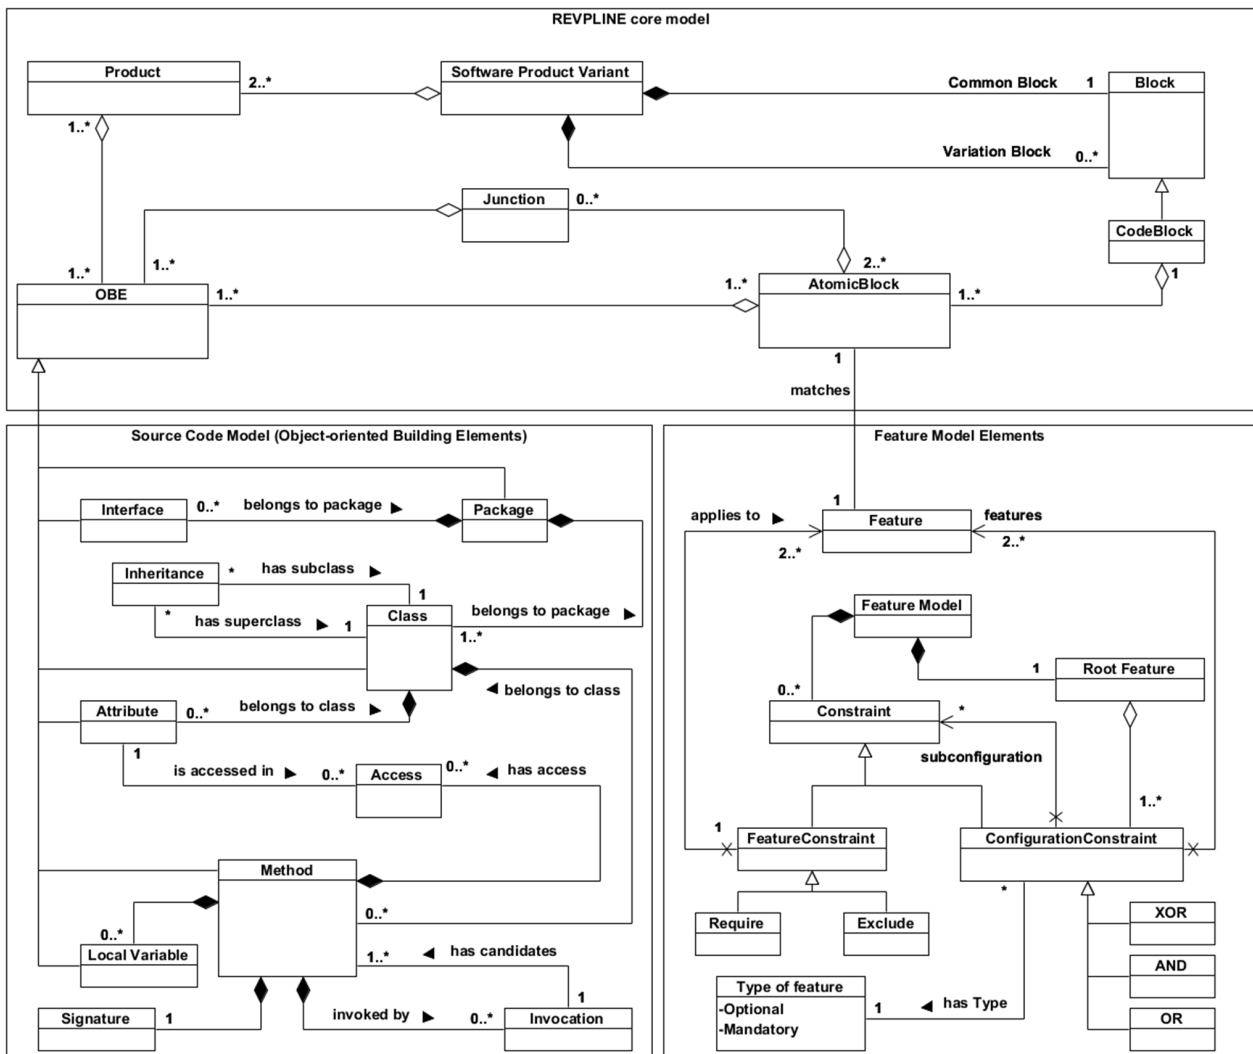 REVPLINE core model
Product
2..*
Software Product Variant
Common Block
1
Block
1..*
Variation Block
0..*
Junction
0..*
CodeBlock
1..*
1..*
2..*
1
OBE
1..*
1..*
AtomicBlock
1..*
1
matches
Source Code Model (Object-oriented Building Elements)
Interface
0..*
belongs to package
Package
Inheritance
*
has subclass
1
*
has superclass
1
Class
belongs to package
1..*
belongs to class
Attribute
0..*
belongs to class
1
is accessed in
0..*
Access
0..*
has access
Method
0..*
0..*
Local Variable
1..*
has candidates
1
Signature
1
invoked by
0..*
Invocation
Feature Model Elements
1
applies to
Feature
features
2..*
2..*
Feature Model
1
Root Feature
0..*
Constraint
*
subconfiguration
1..*
1
FeatureConstraint
ConfigurationConstraint
*
Require
Exclude
XOR
AND
OR
Type of feature
-Optional
-Mandatory
1
has Type